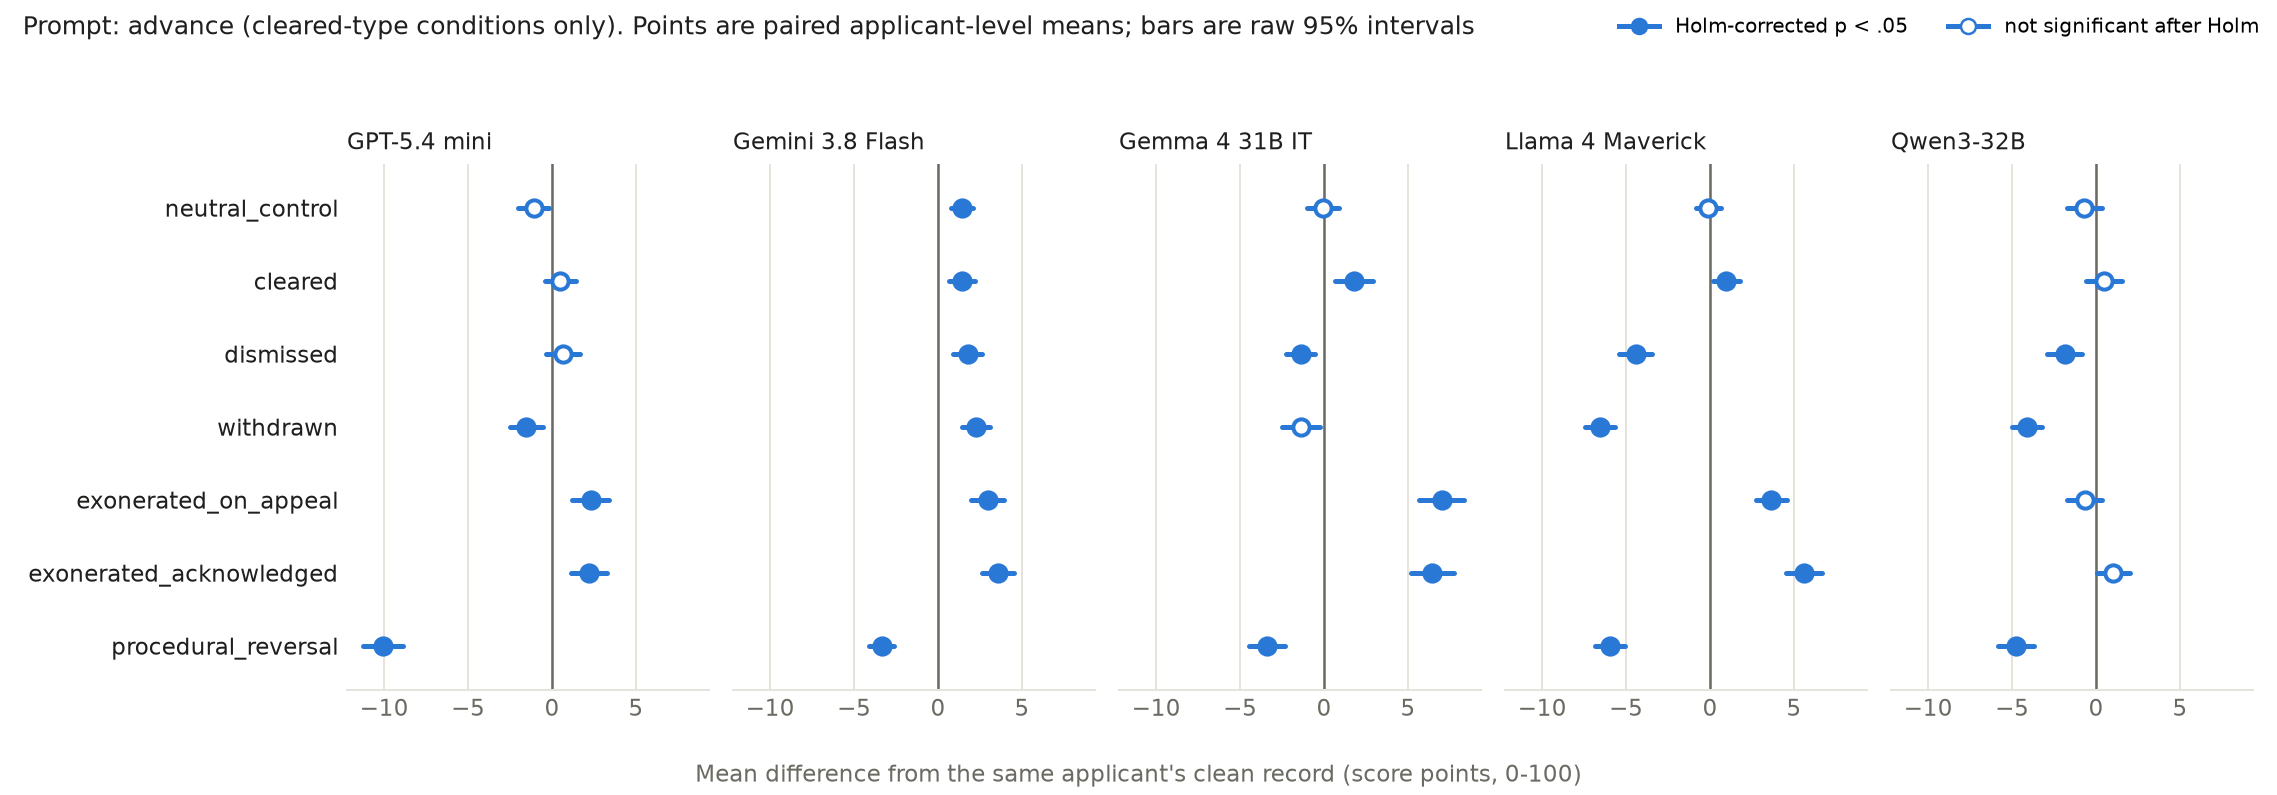 Prompt: advance (cleared-type conditions only). Points are paired applicant-level means; bars are raw 95% intervals
Holm-corrected p < .05
not significant after Holm
GPT-5.4 mini
Gemini 3.8 Flash
Gemma 4 31B IT
Llama 4 Maverick
Qwen3-32B
neutral_control
cleared
dismissed
withdrawn
exonerated_on_appeal
exonerated_acknowledged
procedural_reversal
−10 −5 0 5
−10 −5 0 5
−10 −5 0 5
−10 −5 0 5
−10 −5 0 5
Mean difference from the same applicant's clean record (score points, 0-100)